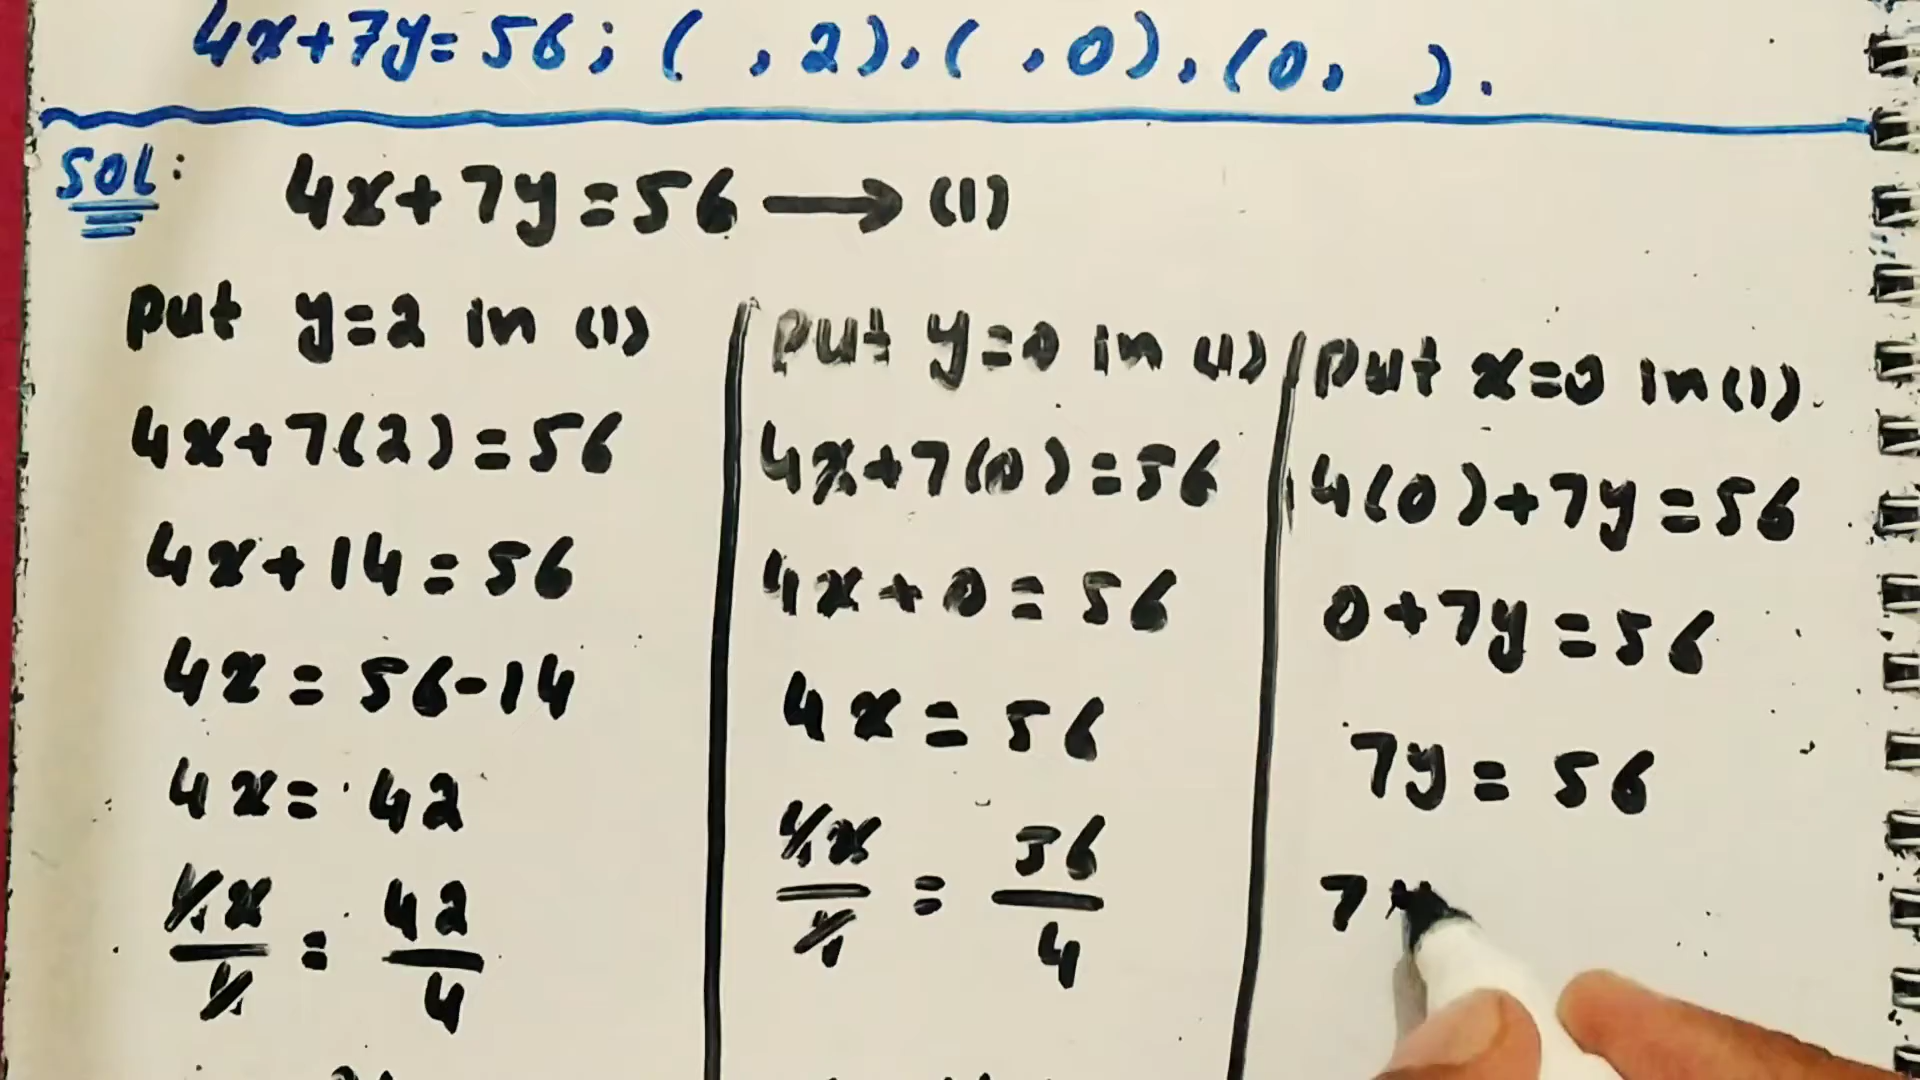 4x+7y=56; ( , 2), ( , 0), (0, ).
SOL: 4x+7y=56 → (1)
put y=2 in (1)
4x+7(2)=56
4x+14=56
4x=56-14
4x=42
4x/4 = 42/4
put y=0 in (1)
4x+7(0)=56
4x+0=56
4x=56
4x/4 = 56/4
put x=0 in (1)
4(0)+7y=56
0+7y=56
7y=56
7